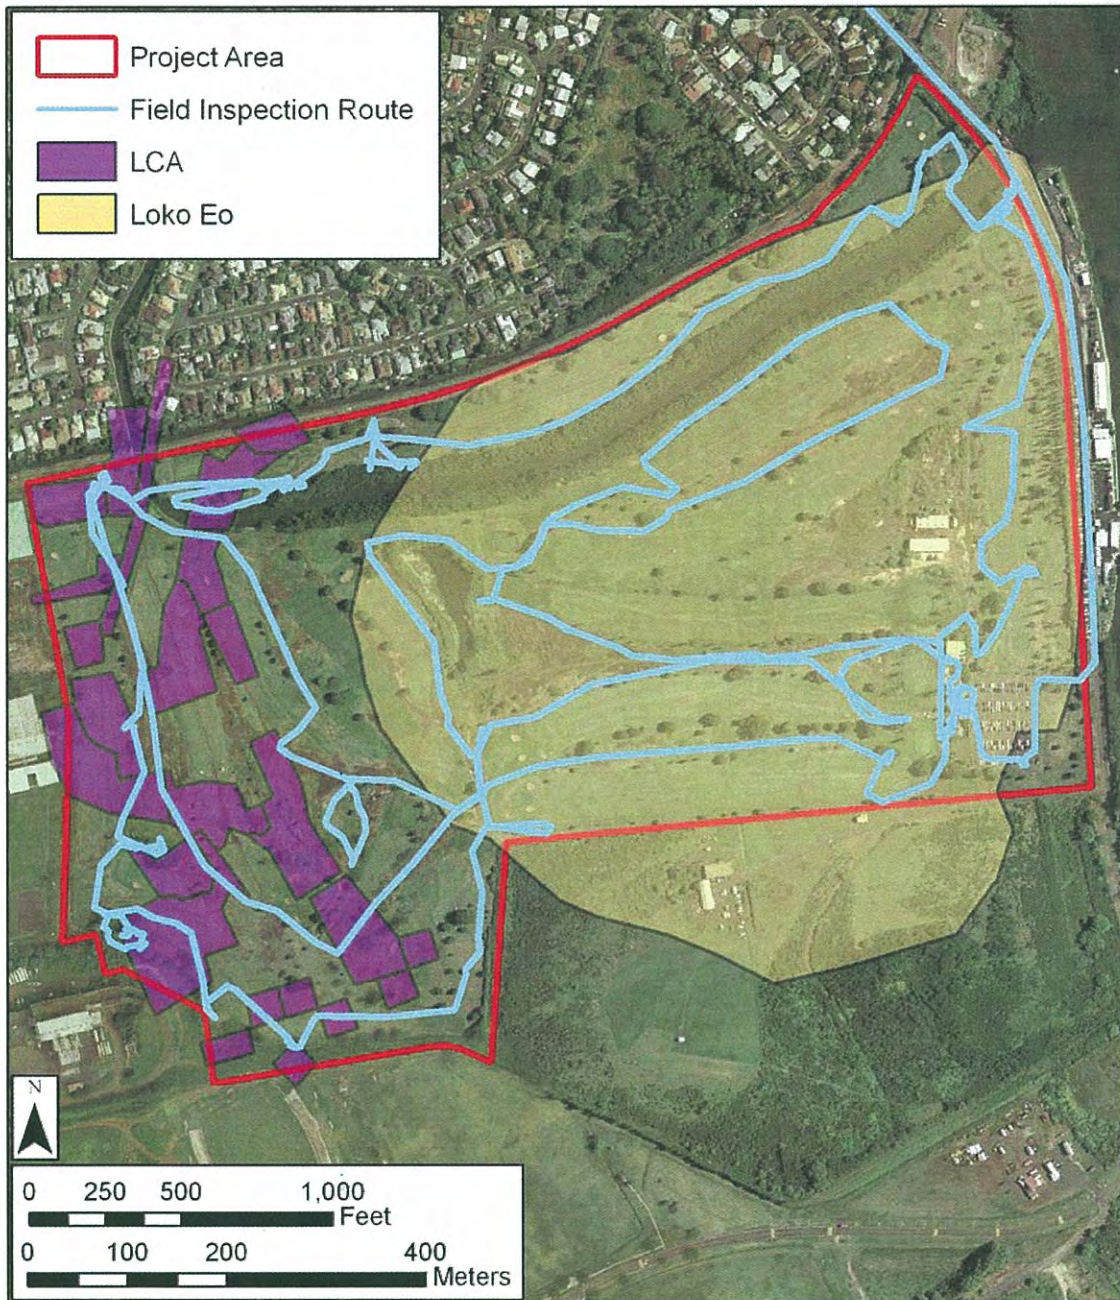 Project Area
Field Inspection Route
LCA
Loko Eo
N
0 250 500 1,000
Feet
0 100 200 400
Meters